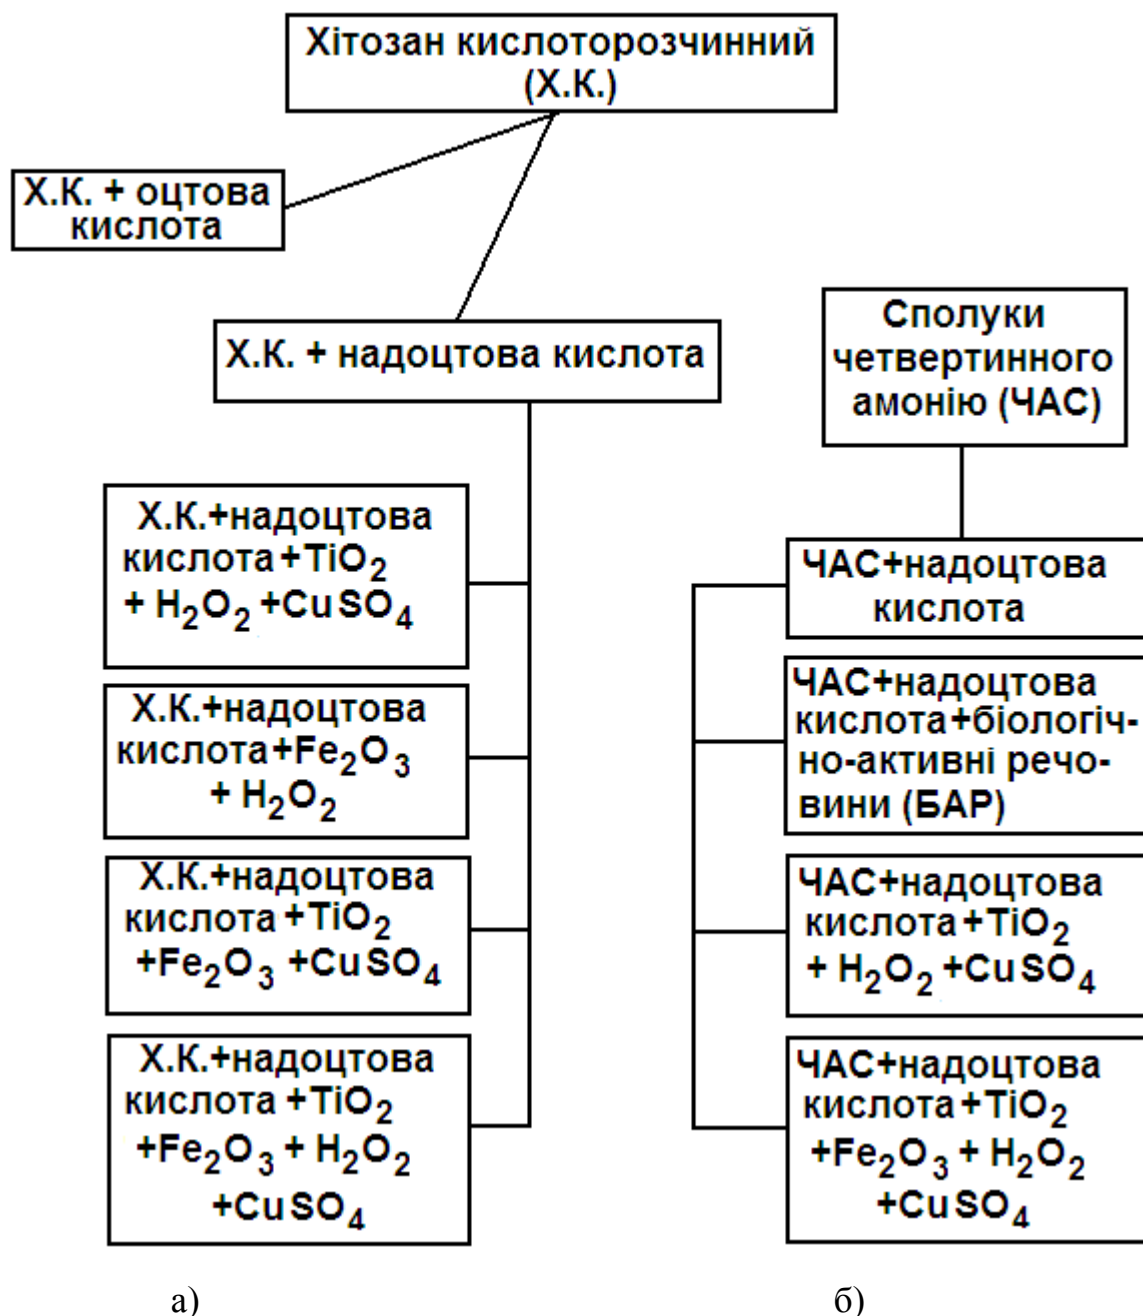 Хітозан кислоторозчинний
(Х.К.)
Х.К. + оцтова
кислота
Х.К. + надоцтова кислота
Х.К.+надоцтова
кислота+TiO2
+ H2O2 +CuSO4
Х.К.+надоцтова
кислота+Fe2O3
+ H2O2
Х.К.+надоцтова
кислота+TiO2
+Fe2O3 +CuSO4
Х.К.+надоцтова
кислота+TiO2
+Fe2O3 + H2O2
+CuSO4
а)
Сполуки
четвертинного
амонію (ЧАС)
ЧАС+надоцтова
кислота
ЧАС+надоцтова
кислота+біологіч-
но-активні речо-
вини (БАР)
ЧАС+надоцтова
кислота+TiO2
+ H2O2 +CuSO4
ЧАС+надоцтова
кислота+TiO2
+Fe2O3 + H2O2
+CuSO4
б)